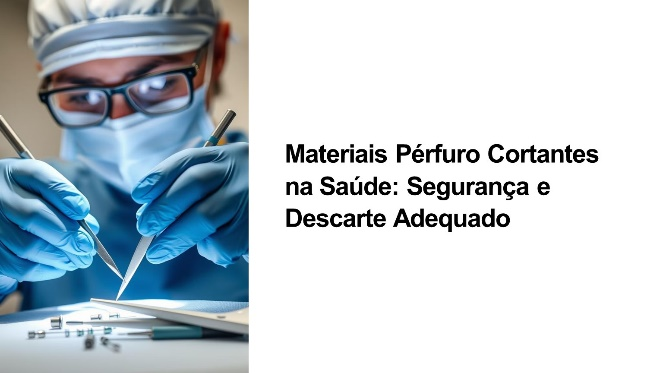 Materiais Pérfuro Cortantes
na Saúde: Segurança e
Descarte Adequado